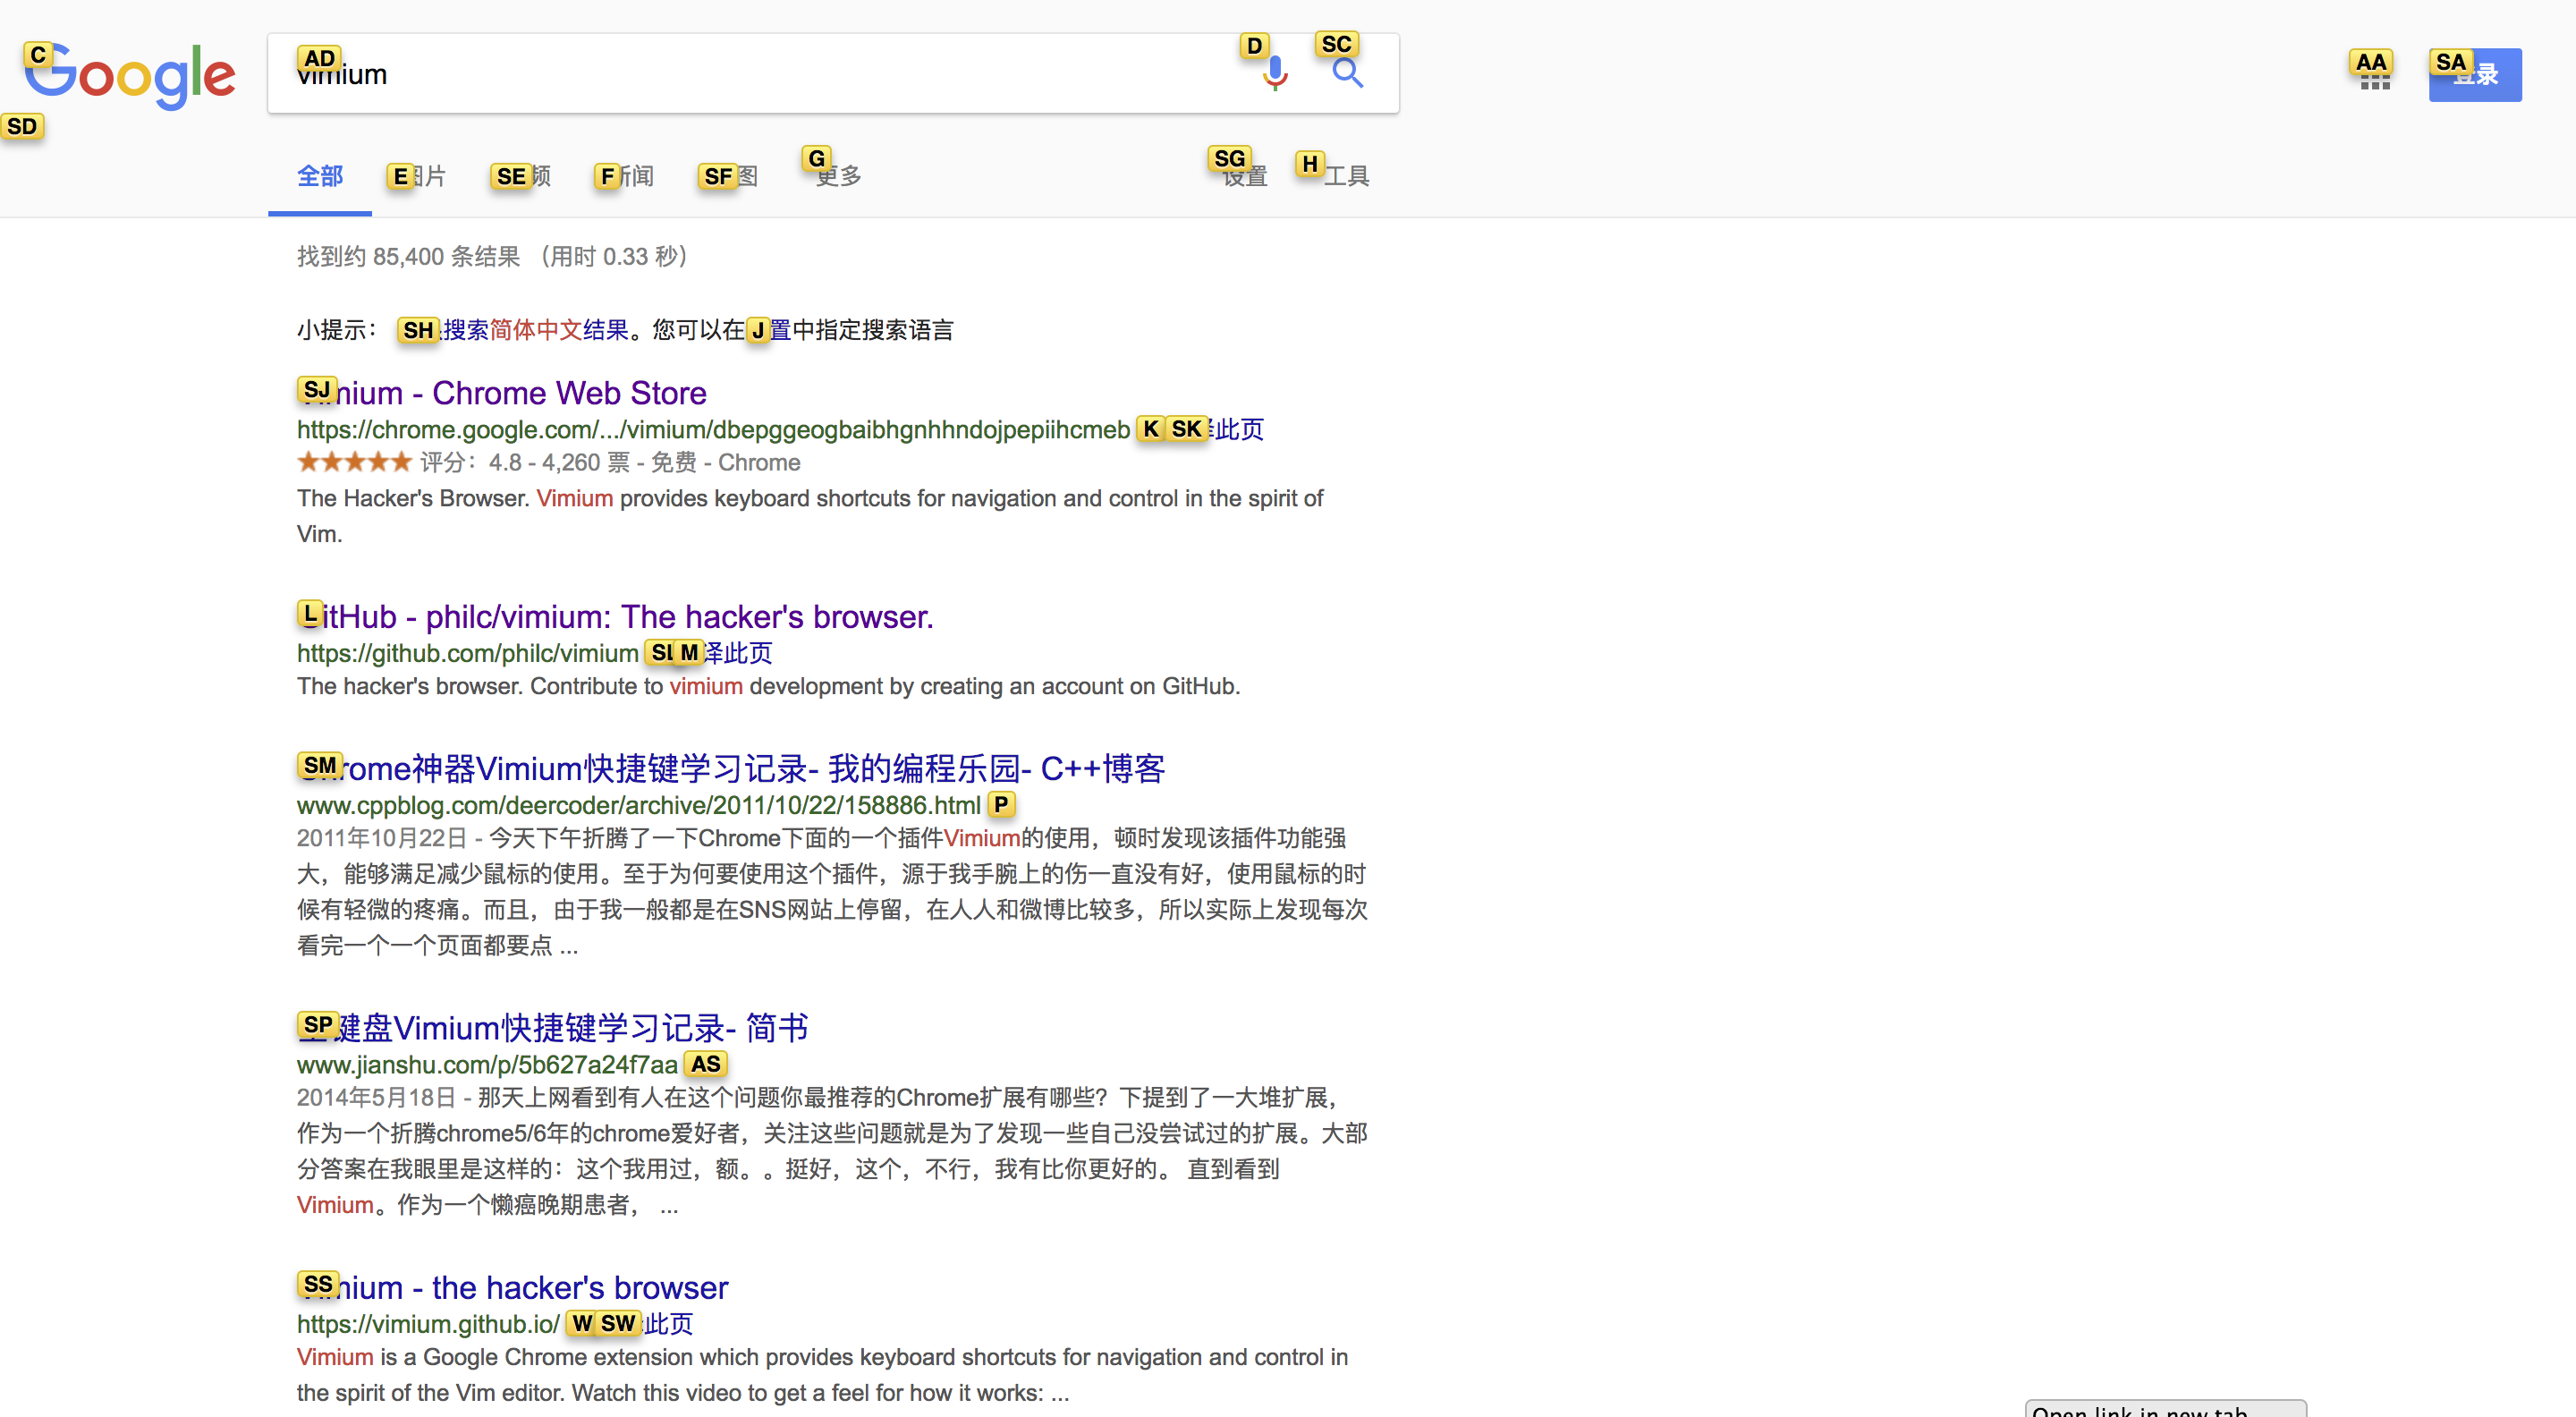 C Google AD vimium D SC AA SA 录
SD
全部 E 图片 SE 频 F 新闻 SF 图 G 更多 SG 设置 H 工具
找到约 85,400 条结果 （用时 0.33 秒）
小提示： SH 搜索简体中文结果。您可以在 J 置中指定搜索语言
SJ mium - Chrome Web Store
https://chrome.google.com/.../vimium/dbepggeogbaibhgnhhndojpepiihcmeb K SK 此页
★★★★★ 评分：4.8 - 4,260 票 - 免费 - Chrome
The Hacker's Browser. Vimium provides keyboard shortcuts for navigation and control in the spirit of
Vim.
L itHub - philc/vimium: The hacker's browser.
https://github.com/philc/vimium SL M 译此页
The hacker's browser. Contribute to vimium development by creating an account on GitHub.
SM rome神器Vimium快捷键学习记录- 我的编程乐园- C++博客
www.cppblog.com/deercoder/archive/2011/10/22/158886.html P
2011年10月22日 - 今天下午折腾了一下Chrome下面的一个插件Vimium的使用，顿时发现该插件功能强
大，能够满足减少鼠标的使用。至于为何要使用这个插件，源于我手腕上的伤一直没有好，使用鼠标的时
候有轻微的疼痛。而且，由于我一般都是在SNS网站上停留，在人人和微博比较多，所以实际上发现每次
看完一个一个页面都要点 ...
SP 键盘Vimium快捷键学习记录- 简书
www.jianshu.com/p/5b627a24f7aa AS
2014年5月18日 - 那天上网看到有人在这个问题你最推荐的Chrome扩展有哪些？下提到了一大堆扩展，
作为一个折腾chrome5/6年的chrome爱好者，关注这些问题就是为了发现一些自己没尝试过的扩展。大部
分答案在我眼里是这样的：这个我用过，额。。挺好，这个，不行，我有比你更好的。 直到看到
Vimium。作为一个懒癌晚期患者， ...
SS mium - the hacker's browser
https://vimium.github.io/ W SW 此页
Vimium is a Google Chrome extension which provides keyboard shortcuts for navigation and control in
the spirit of the Vim editor. Watch this video to get a feel for how it works: ...
Open link in new tab